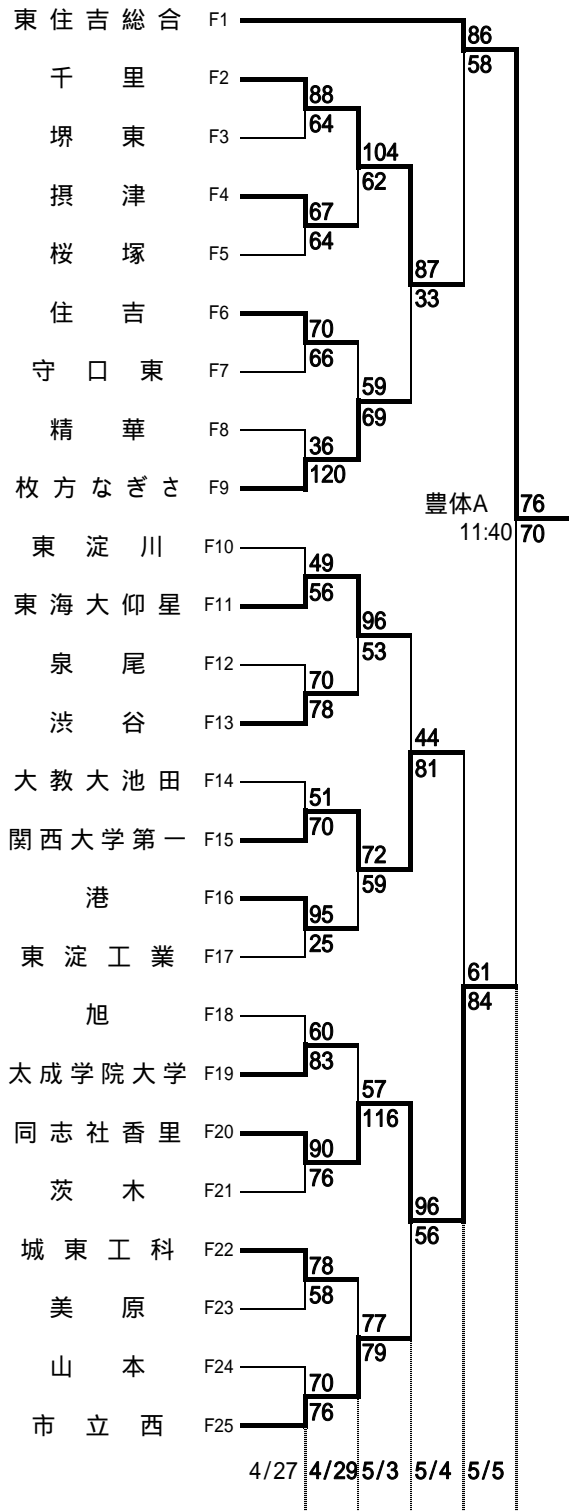 東住吉総合 F1
86
58
千里 F2
88
64
堺東 F3
104
62
摂津 F4
67
64
桜塚 F5
87
33
住吉 F6
70
66
守口東 F7
59
69
精華 F8
36
120
枚方なぎさ F9
豊体A 76
11:40 70
東淀川 F10
49
56
東海大仰星 F11
96
53
泉尾 F12
70
78
渋谷 F13
44
81
大教大池田 F14
51
70
関西大学第一 F15
72
59
港 F16
95
25
東淀工業 F17
61
84
旭 F18
60
83
太成学院大学 F19
57
116
同志社香里 F20
90
76
茨木 F21
96
56
城東工科 F22
78
58
美原 F23
77
79
山本 F24
70
76
市立西 F25
4/27 4/29 5/3 5/4 5/5